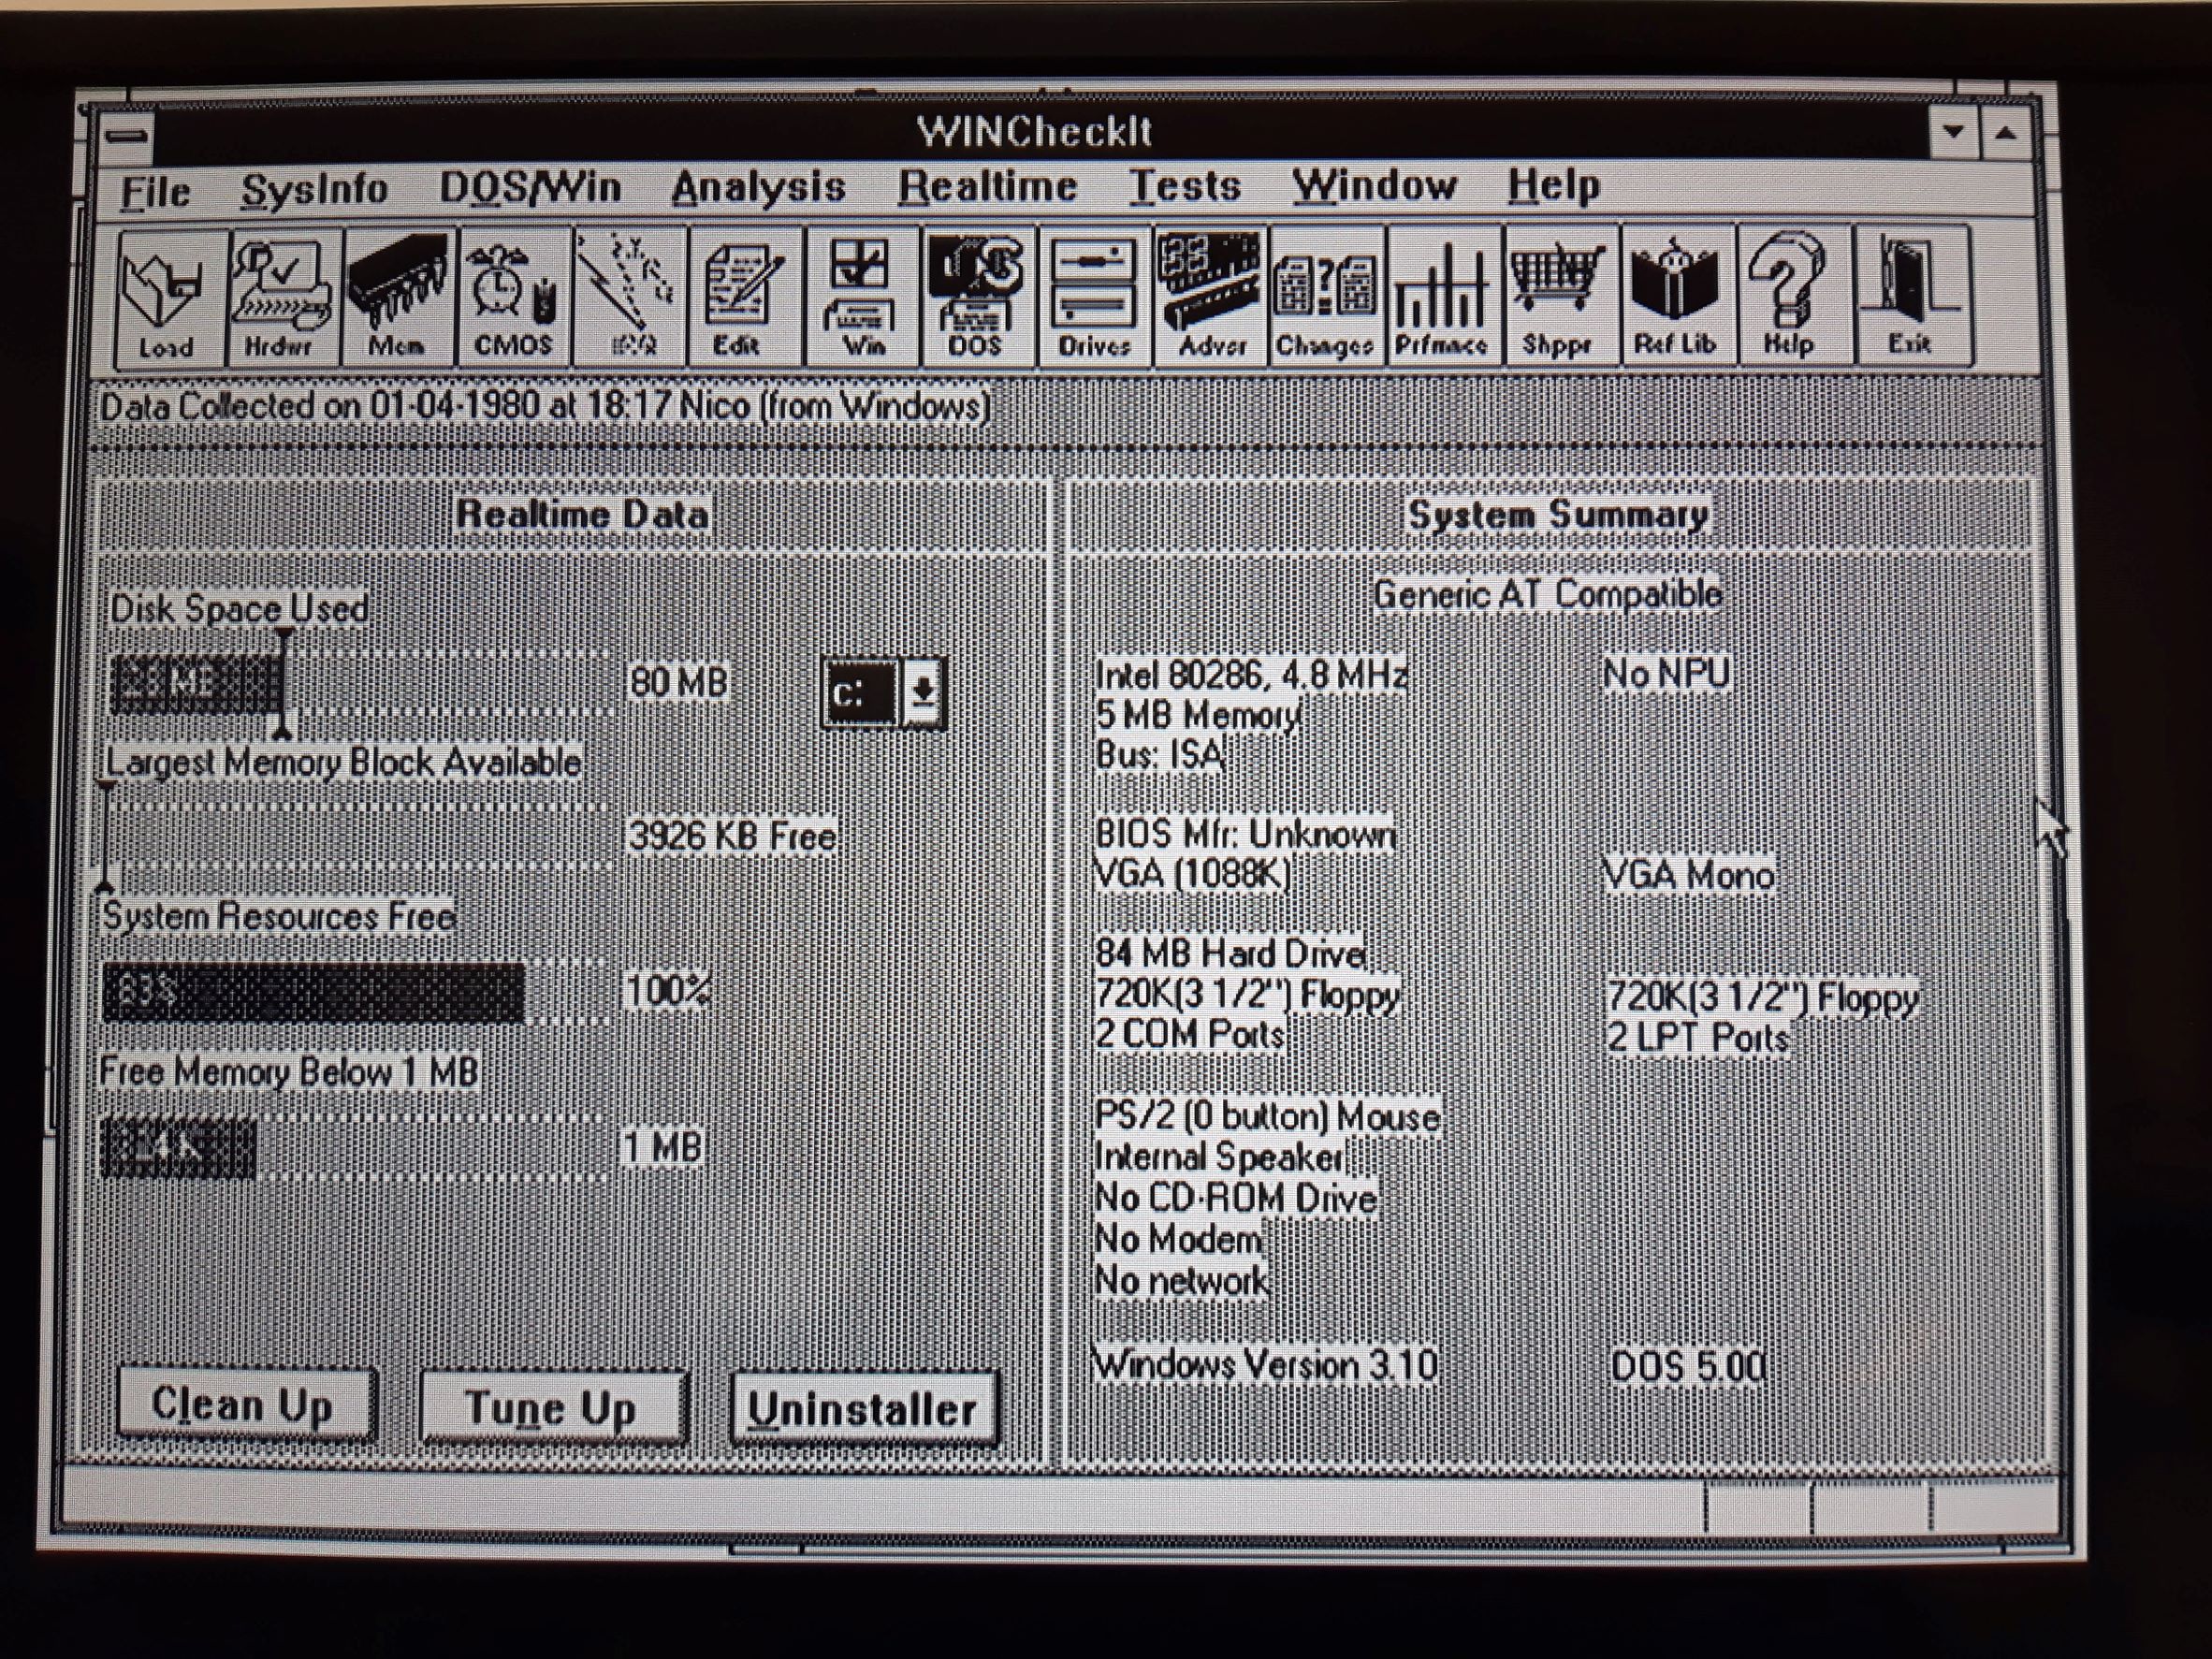 WINCheckIt
File SysInfo DOS/Win Analysis Realtime Tests Window Help
Load Hrdwr Mem CMOS IRQ Edit Win DOS Drives Advsr Changes Prfmnce Shppr Ref Lib Help Exit
Data Collected on 01-04-1980 at 18:17 Nico (from Windows)
Realtime Data
Disk Space Used
28 MB 80 MB c:
Largest Memory Block Available
3926 KB Free
System Resources Free
83% 100%
Free Memory Below 1 MB
1 MB
Clean Up Tune Up Uninstaller
System Summary
Generic AT Compatible
Intel 80286, 4.8 MHz No NPU
5 MB Memory
Bus: ISA
BIOS Mfr: Unknown
VGA (1088K) VGA Mono
84 MB Hard Drive
720K(3 1/2") Floppy 720K(3 1/2") Floppy
2 COM Ports 2 LPT Ports
PS/2 (0 button) Mouse
Internal Speaker
No CD-ROM Drive
No Modem
No network
Windows Version 3.10 DOS 5.00